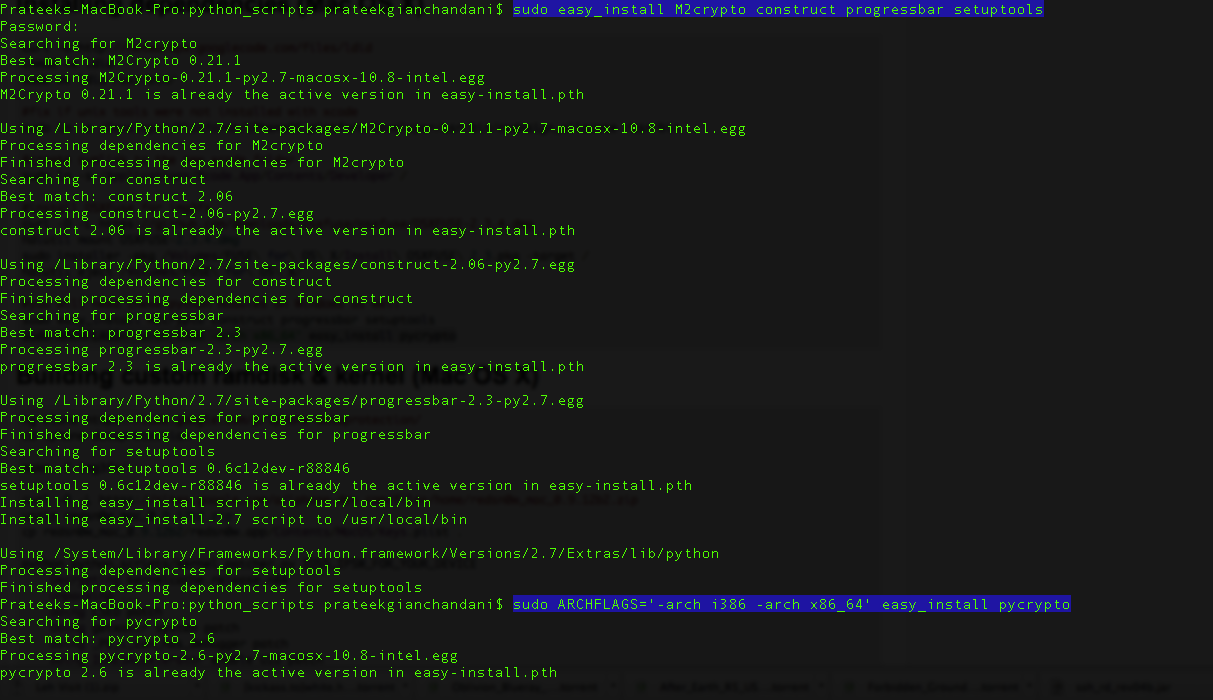 Prateeks-MacBook-Pro:python_scripts prateekgianchandani$ sudo easy_install M2crypto construct progressbar setuptools
Password:
Searching for M2crypto
Best match: M2Crypto 0.21.1
Processing M2Crypto-0.21.1-py2.7-macosx-10.8-intel.egg
M2Crypto 0.21.1 is already the active version in easy-install.pth

Using /Library/Python/2.7/site-packages/M2Crypto-0.21.1-py2.7-macosx-10.8-intel.egg
Processing dependencies for M2crypto
Finished processing dependencies for M2crypto
Searching for construct
Best match: construct 2.06
Processing construct-2.06-py2.7.egg
construct 2.06 is already the active version in easy-install.pth

Using /Library/Python/2.7/site-packages/construct-2.06-py2.7.egg
Processing dependencies for construct
Finished processing dependencies for construct
Searching for progressbar
Best match: progressbar 2.3
Processing progressbar-2.3-py2.7.egg
progressbar 2.3 is already the active version in easy-install.pth
Building custom ramdisk & kernel (Mac OS X)

Using /Library/Python/2.7/site-packages/progressbar-2.3-py2.7.egg
Processing dependencies for progressbar
Finished processing dependencies for progressbar
Searching for setuptools
Best match: setuptools 0.6c12dev-r88846
setuptools 0.6c12dev-r88846 is already the active version in easy-install.pth
Installing easy_install script to /usr/local/bin
Installing easy_install-2.7 script to /usr/local/bin

Using /System/Library/Frameworks/Python.framework/Versions/2.7/Extras/lib/python
Processing dependencies for setuptools
Finished processing dependencies for setuptools
Prateeks-MacBook-Pro:python_scripts prateekgianchandani$ sudo ARCHFLAGS='-arch i386 -arch x86_64' easy_install pycrypto
Searching for pycrypto
Best match: pycrypto 2.6
Processing pycrypto-2.6-py2.7-macosx-10.8-intel.egg
pycrypto 2.6 is already the active version in easy-install.pth